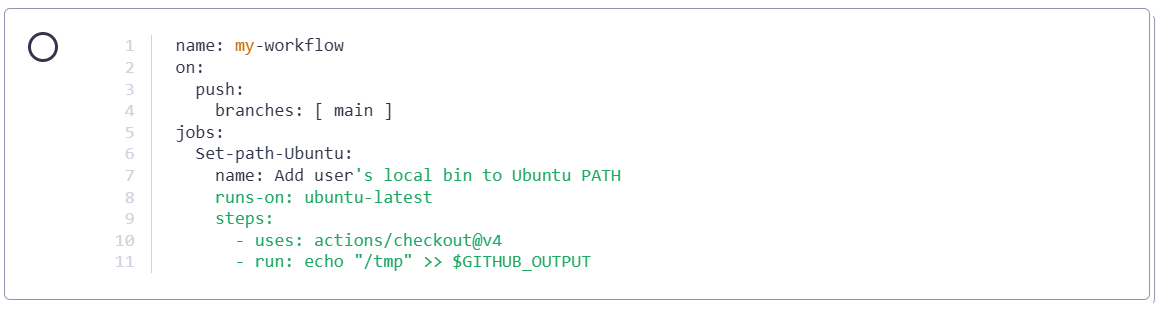 1 name: my-workflow
2 on:
3   push:
4     branches: [ main ]
5 jobs:
6   Set-path-Ubuntu:
7     name: Add user's local bin to Ubuntu PATH
8     runs-on: ubuntu-latest
9     steps:
10       - uses: actions/checkout@v4
11       - run: echo "/tmp" >> $GITHUB_OUTPUT